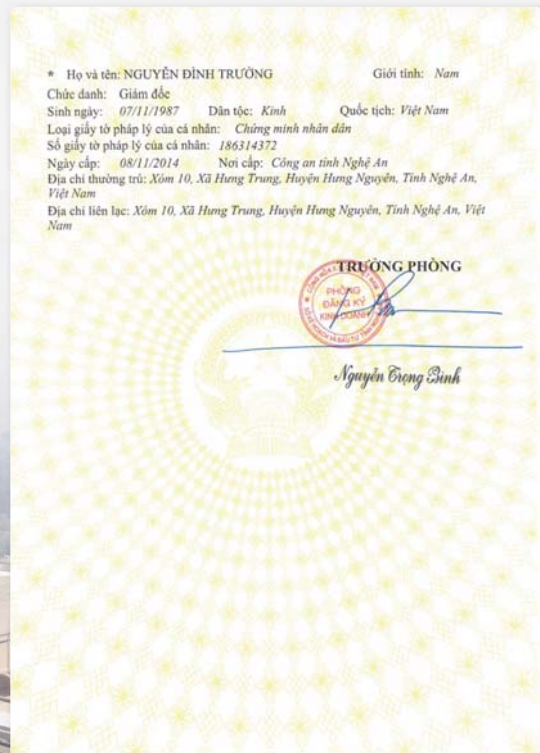 * Họ và tên: NGUYỄN ĐÌNH TRƯỜNG Giới tính: Nam
Chức danh: Giám đốc
Sinh ngày: 07/11/1987 Dân tộc: Kinh Quốc tịch: Việt Nam
Loại giấy tờ pháp lý của cá nhân: Chứng minh nhân dân
Số giấy tờ pháp lý của cá nhân: 186314372
Ngày cấp: 08/11/2014 Nơi cấp: Công an tỉnh Nghệ An
Địa chỉ thường trú: Xóm 10, Xã Hưng Trung, Huyện Hưng Nguyên, Tỉnh Nghệ An,
Việt Nam
Địa chỉ liên lạc: Xóm 10, Xã Hưng Trung, Huyện Hưng Nguyên, Tỉnh Nghệ An, Việt
Nam
TRƯỞNG PHÒNG
PHÒNG
ĐĂNG KÝ
KINH DOANH
Nguyễn Trọng Bính